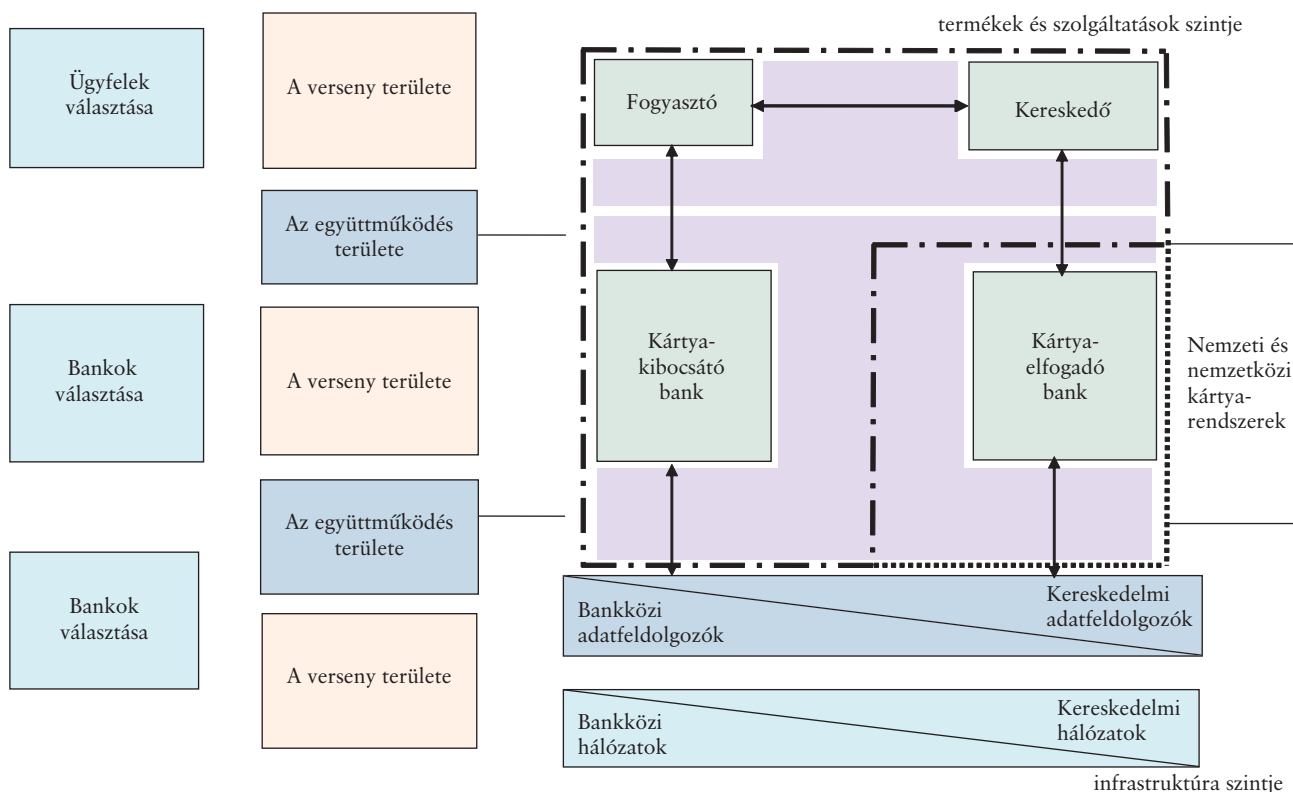 termékek és szolgáltatások szintje
Ügyfelek
választása
A verseny területe
Fogyasztó
Kereskedő
Az együttműködés
területe
Bankok
választása
A verseny területe
Kártya-
kibocsátó
bank
Kártya-
elfogadó
bank
Nemzeti és
nemzetközi
kártya-
rendszerek
Az együttműködés
területe
Bankok
választása
Bankközi
adatfeldolgozók
Kereskedelmi
adatfeldolgozók
A verseny területe
Bankközi
hálózatok
Kereskedelmi
hálózatok
infrastruktúra szintje